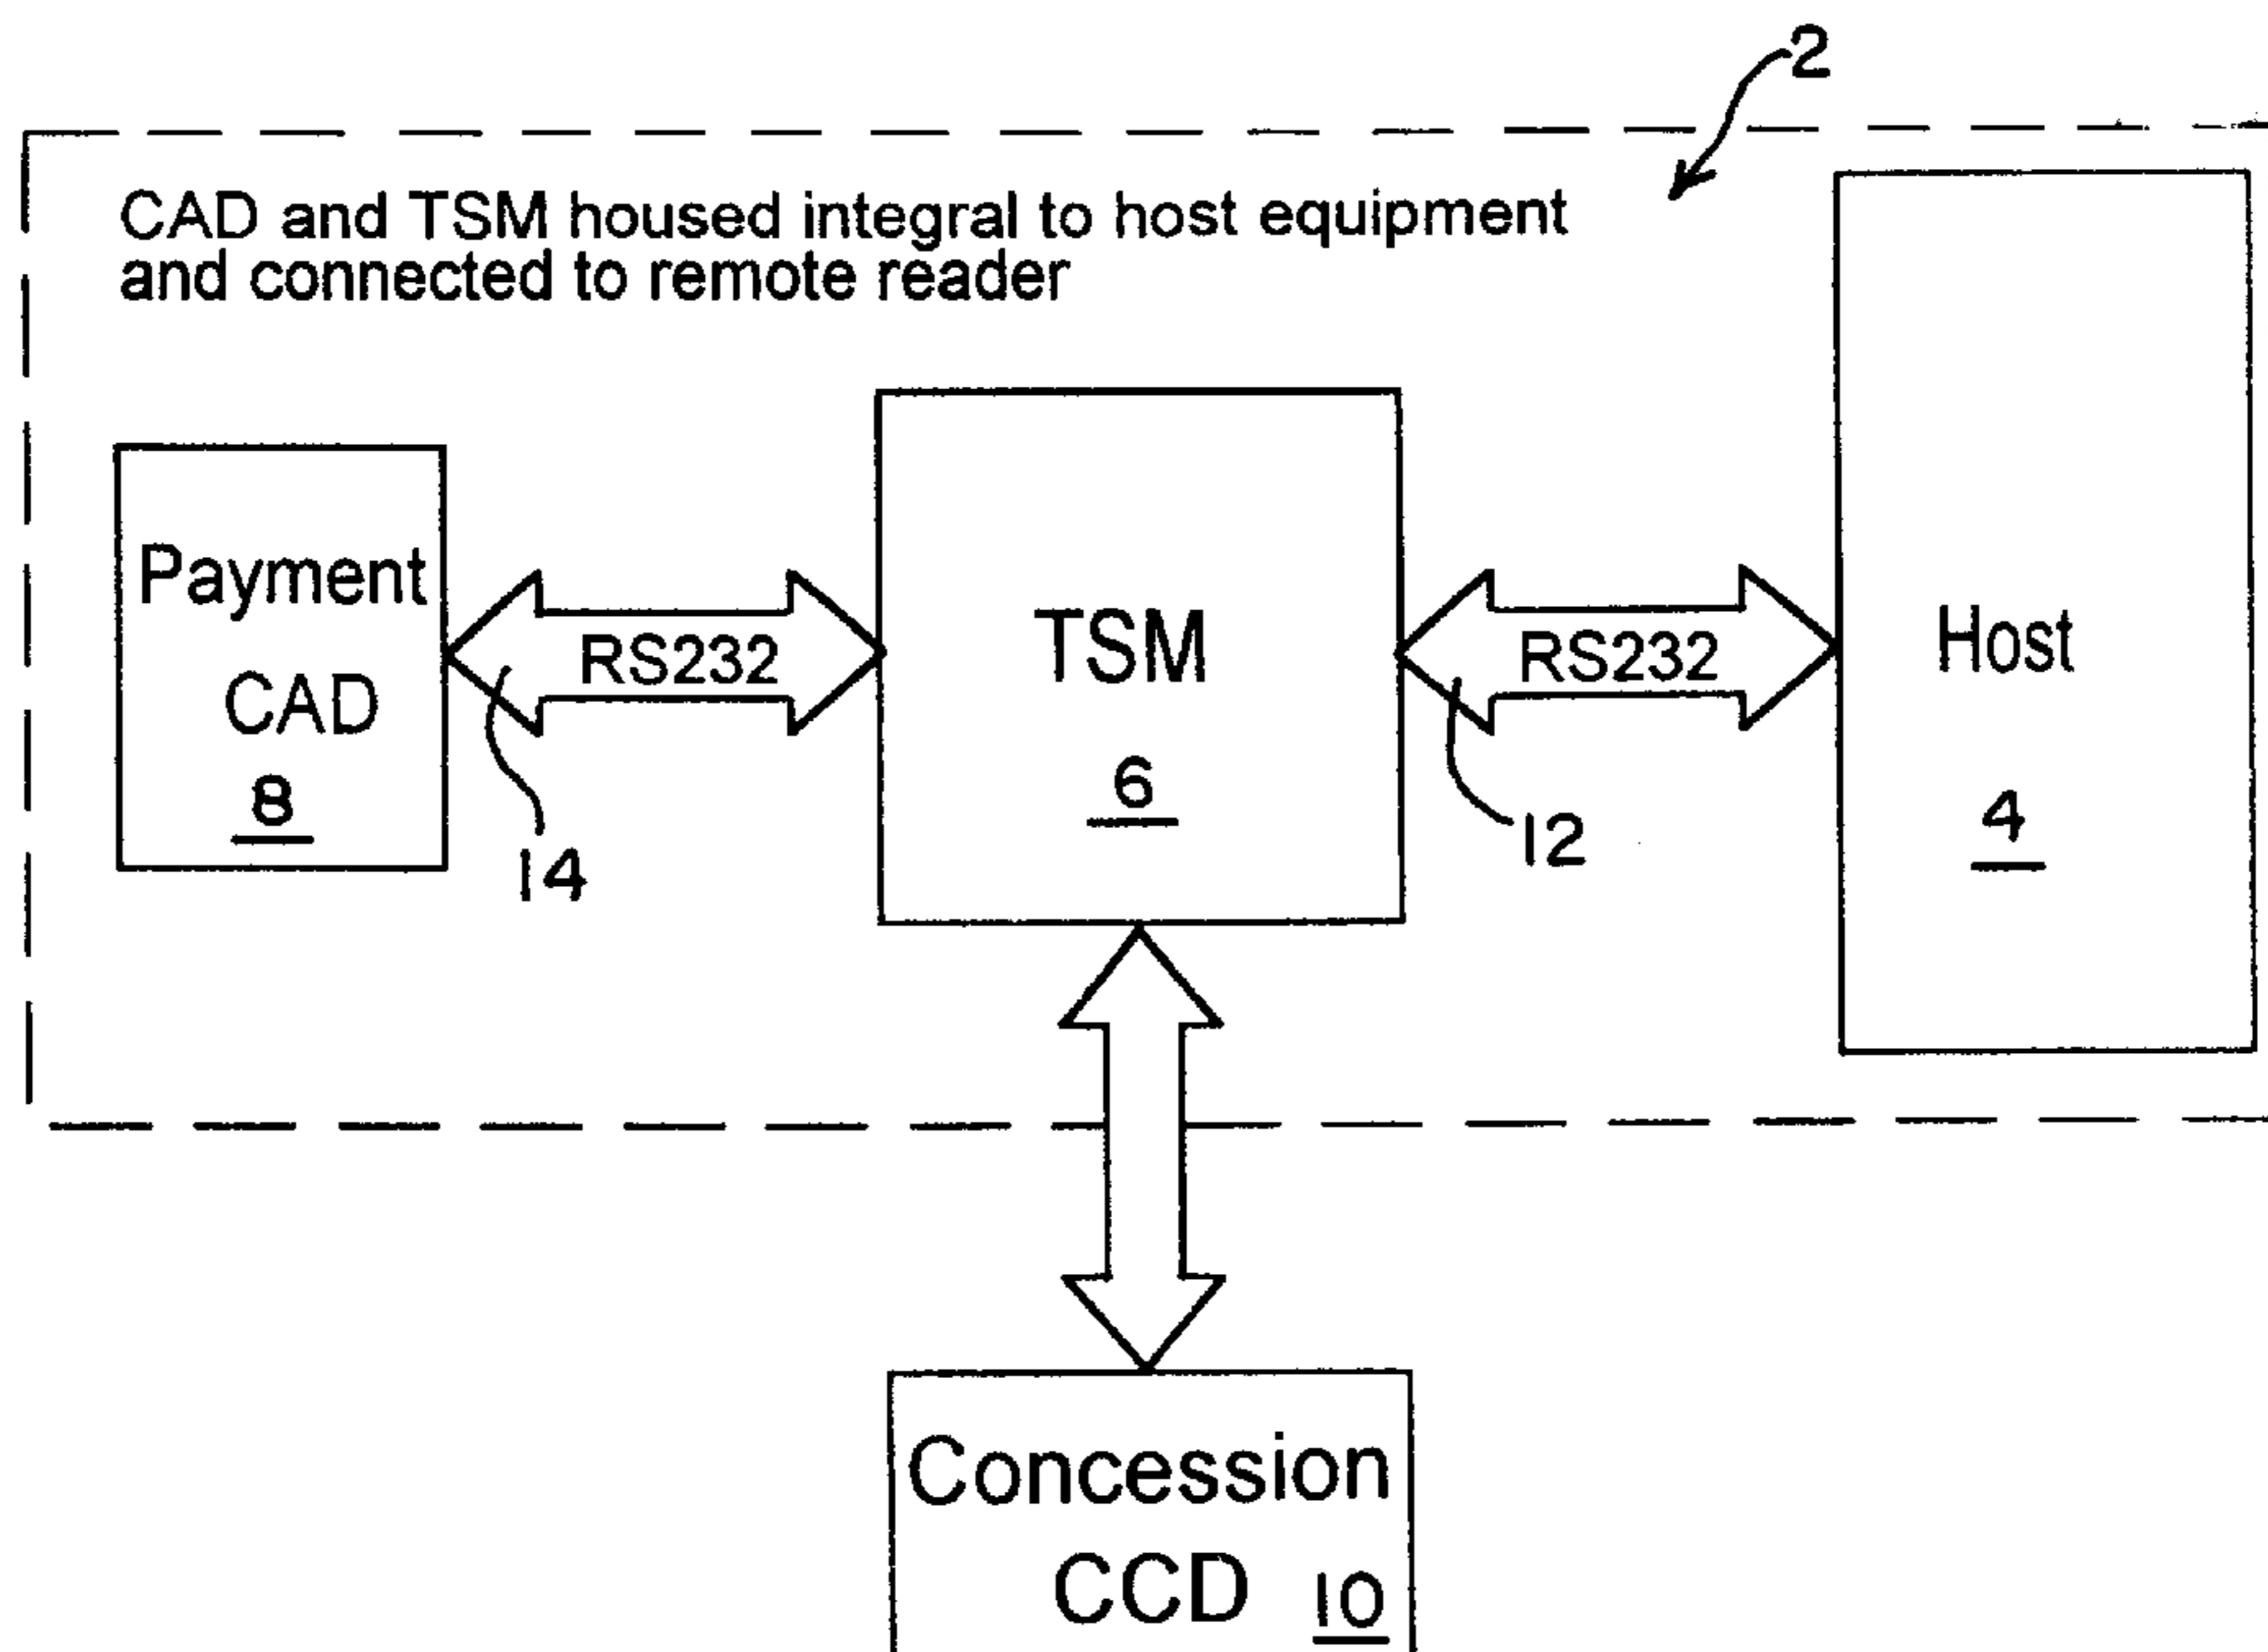 2
CAD and TSM housed integral to host equipment
and connected to remote reader
Payment
CAD
8
RS232
14
TSM
6
RS232
12
Host
4
Concession
CCD 10